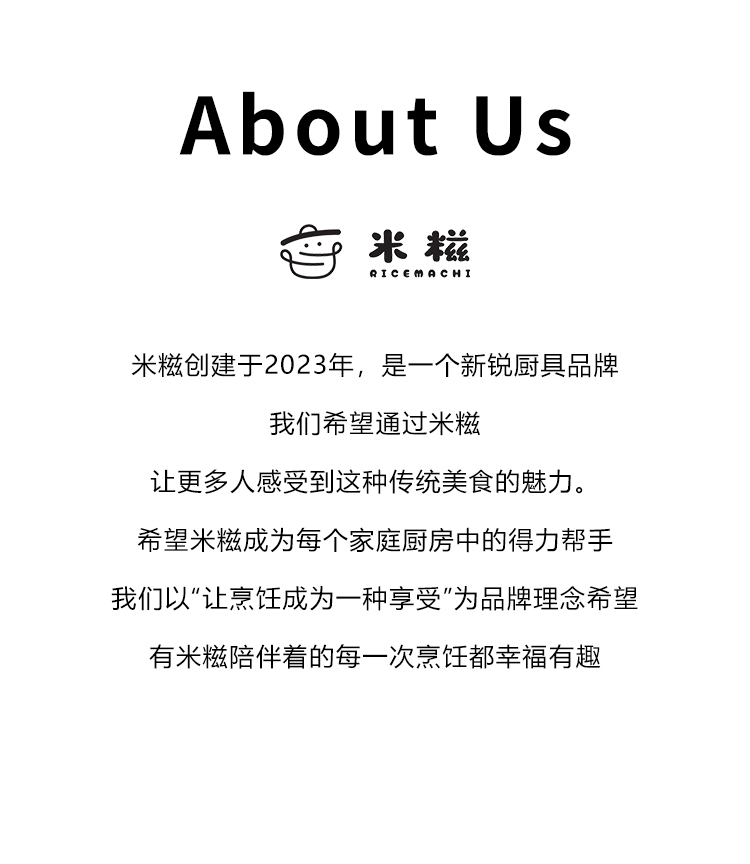 About Us
米糍
RICEMACHI
米糍创建于2023年，是一个新锐厨具品牌
我们希望通过米糍
让更多人感受到这种传统美食的魅力。
希望米糍成为每个家庭厨房中的得力帮手
我们以“让烹饪成为一种享受”为品牌理念希望
有米糍陪伴着的每一次烹饪都幸福有趣